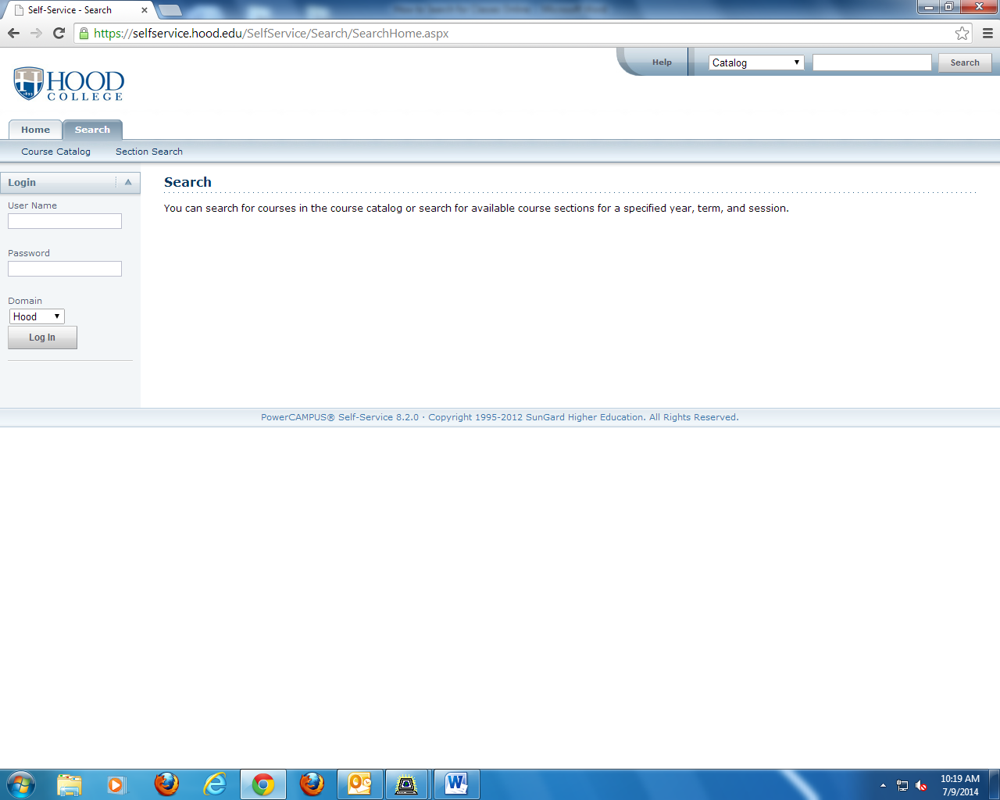 Self-Service - Search
https://selfservice.hood.edu/SelfService/Search/SearchHome.aspx
Help
Catalog
Search
HOOD
COLLEGE
1893
Home
Search
Course Catalog
Section Search
Login
User Name
Password
Domain
Hood
Log In
Search
You can search for courses in the course catalog or search for available course sections for a specified year, term, and session.
PowerCAMPUS® Self-Service 8.2.0 · Copyright 1995-2012 SunGard Higher Education. All Rights Reserved.
10:19 AM
7/9/2014